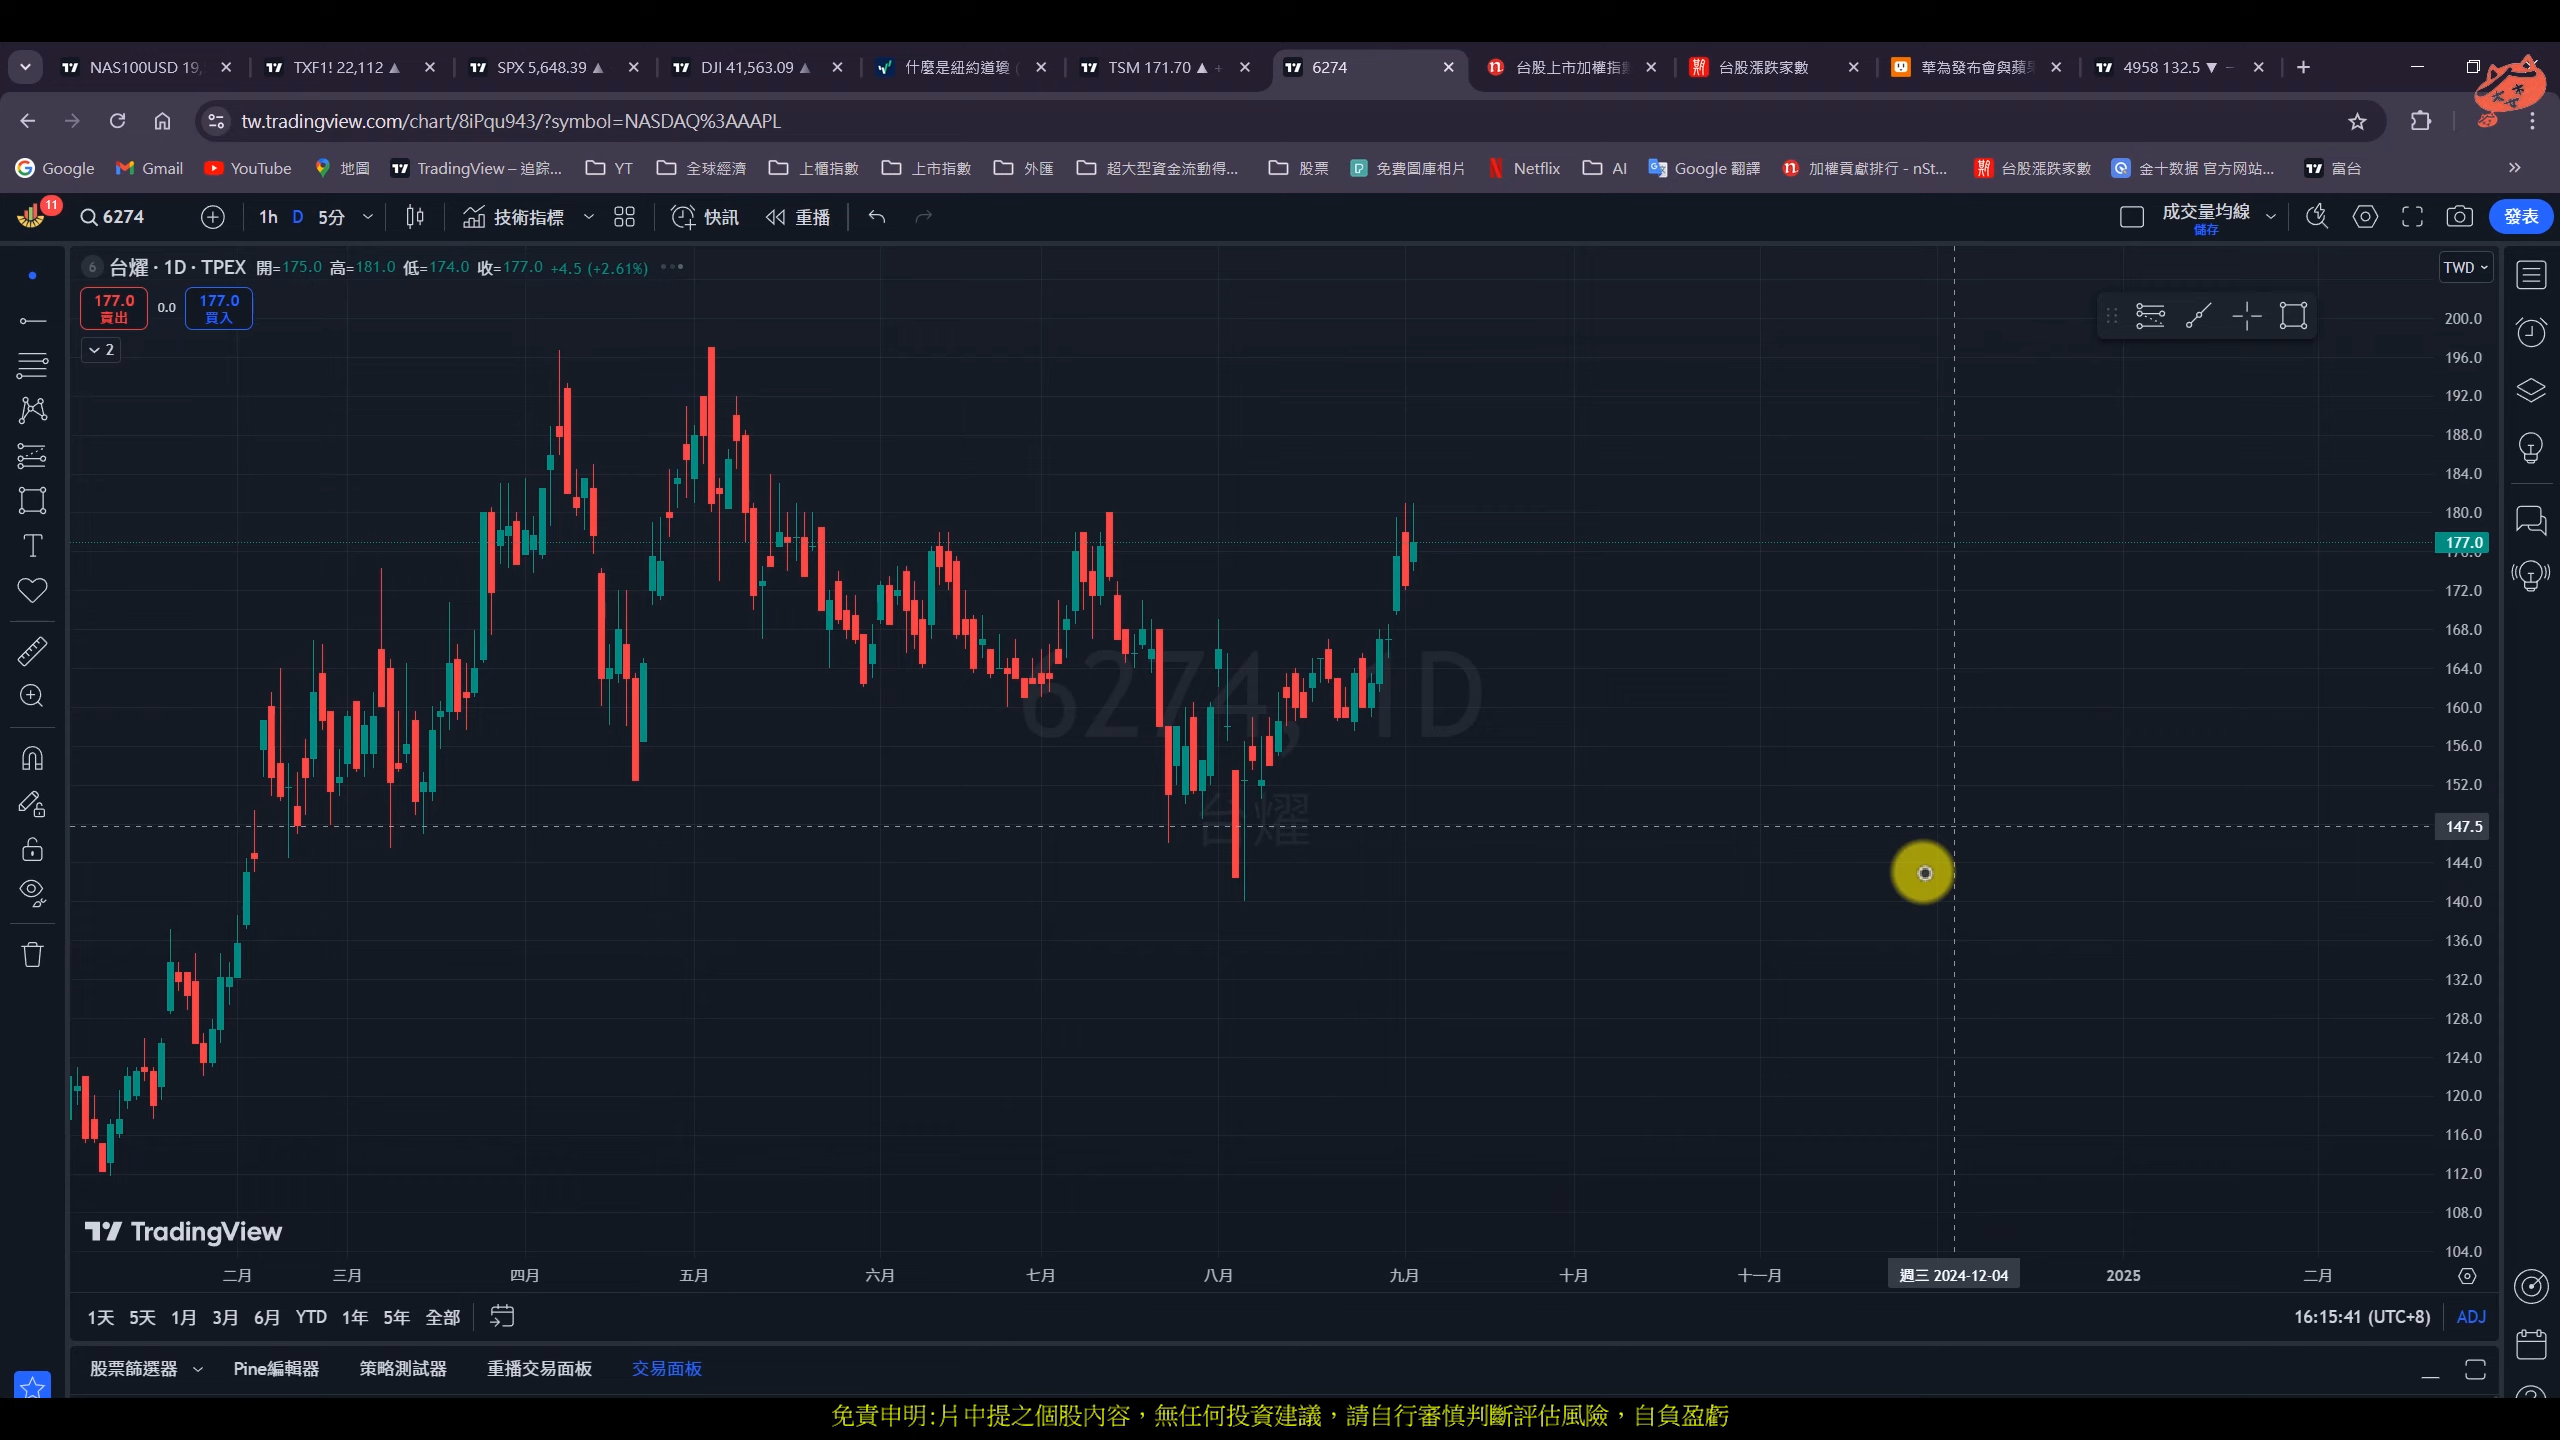 NAS100USD 19,
TXF1! 22,112 ▲
SPX 5,648.39 ▲
DJI 41,563.09 ▲
什麼是紐約道瓊
TSM 171.70 ▲
6274
台股上市加權指
台股漲跌家數
華為發布會與蘋
4958 132.5 ▼
tw.tradingview.com/chart/8iPqu943/?symbol=NASDAQ%3AAAPL
Google
Gmail
YouTube
地圖
TradingView – 追踪...
YT
全球經濟
上櫃指數
上市指數
外匯
超大型資金流動得...
股票
免費圖庫相片
Netflix
AI
Google 翻譯
加權貢獻排行 - nSt...
台股漲跌家數
金十数据 官方网站...
富台
11
6274
1h
D
5分
技術指標
快訊
重播
成交量均線
儲存
發表
6 台燿 · 1D · TPEX 開=175.0 高=181.0 低=174.0 收=177.0 +4.5 (+2.61%)
TWD
177.0
賣出
0.0
177.0
買入
2
200.0
196.0
192.0
188.0
184.0
180.0
177.0
172.0
168.0
164.0
160.0
156.0
152.0
147.5
144.0
140.0
136.0
132.0
128.0
124.0
120.0
116.0
112.0
108.0
104.0
6274, 1D
台燿
TradingView
二月
三月
四月
五月
六月
七月
八月
九月
十月
十一月
週三 2024-12-04
2025
二月
1天
5天
1月
3月
6月
YTD
1年
5年
全部
16:15:41 (UTC+8)
ADJ
股票篩選器
Pine編輯器
策略測試器
重播交易面板
交易面板
免責申明:片中提之個股內容，無任何投資建議，請自行審慎判斷評估風險，自負盈虧